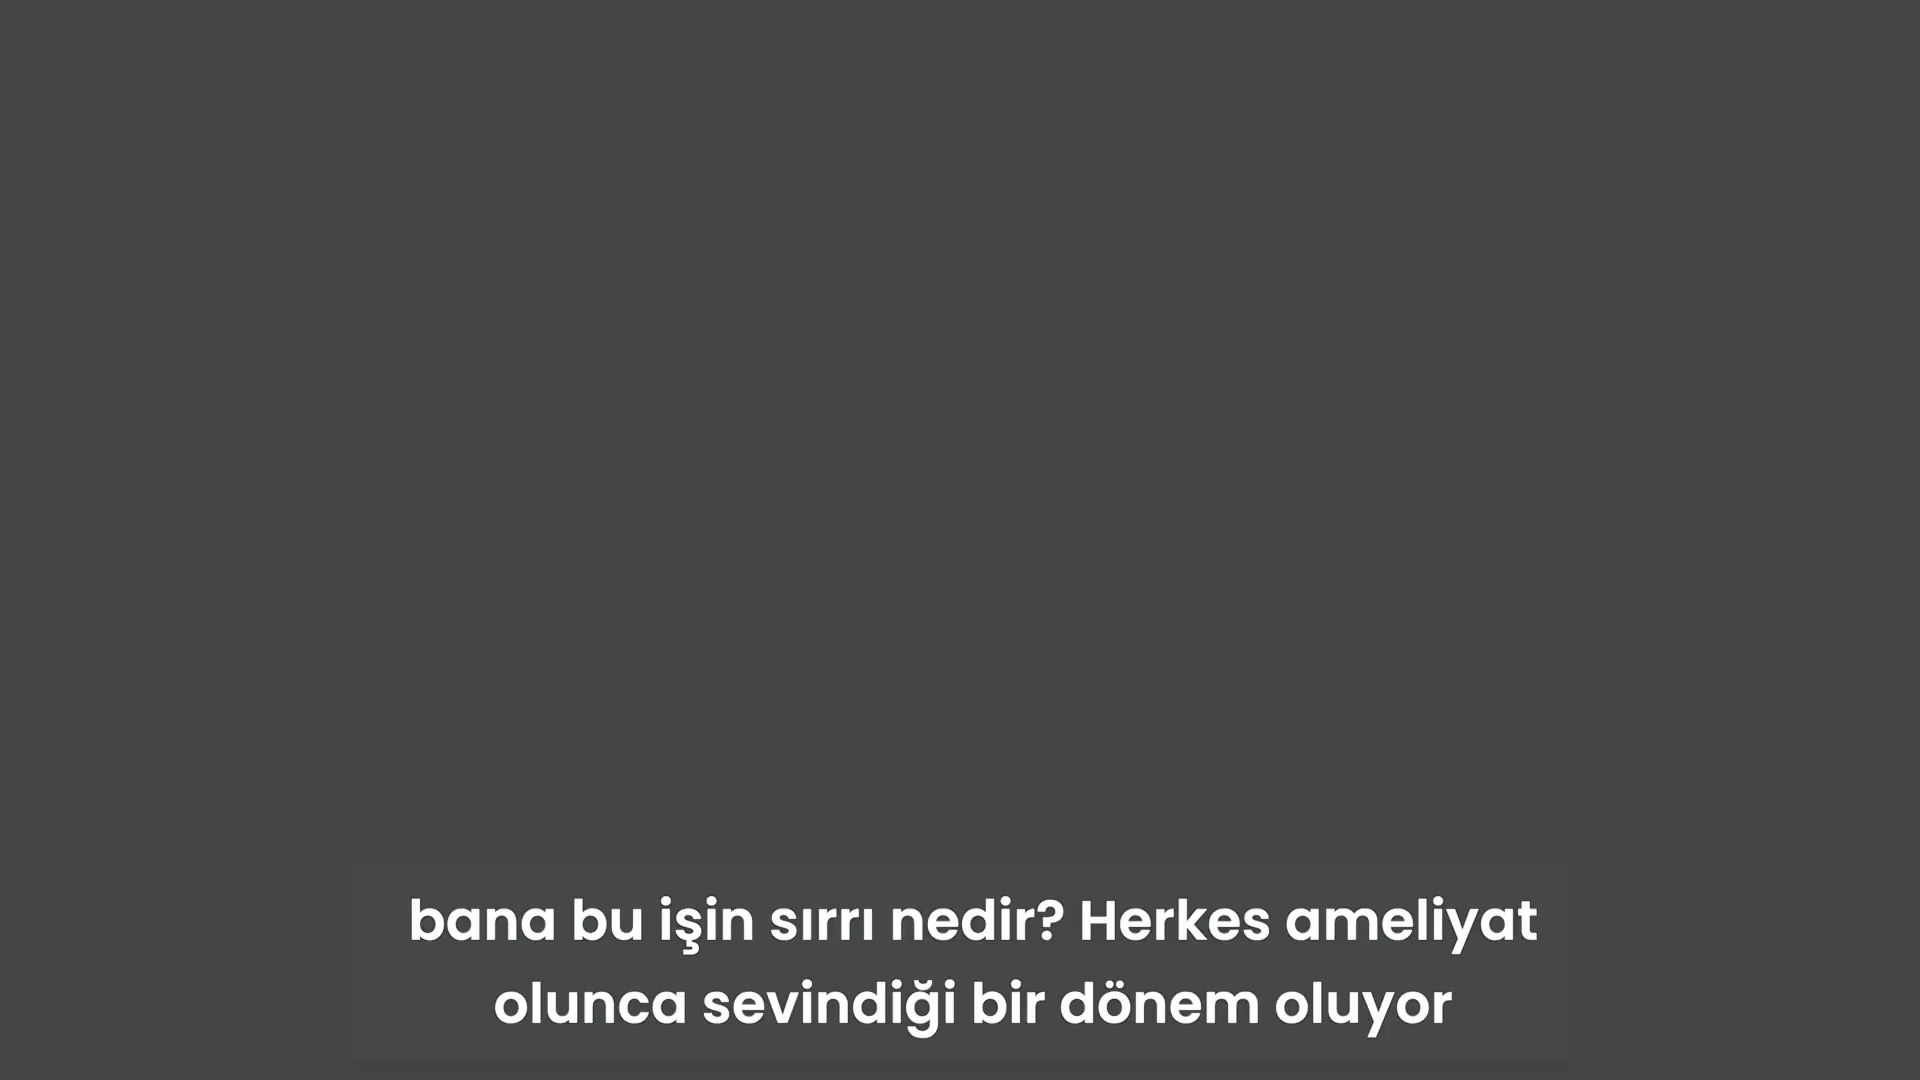 bana bu işin sırrı nedir? Herkes ameliyat
olunca sevindiği bir dönem oluyor